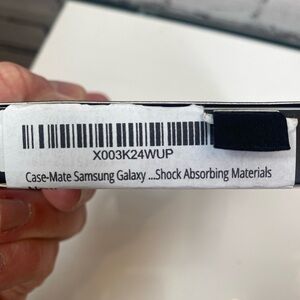 X003K24WUP
Case-Mate Samsung Galaxy ...Shock Absorbing Materials